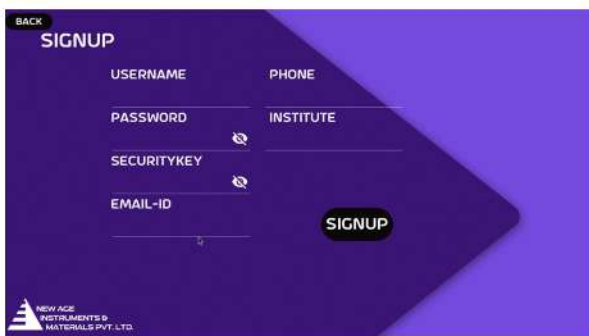 BACK
SIGNUP
USERNAME
PHONE
PASSWORD
INSTITUTE
SECURITYKEY
EMAIL-ID
SIGNUP
NEW AGE
INSTRUMENTS &
MATERIALS PVT. LTD.